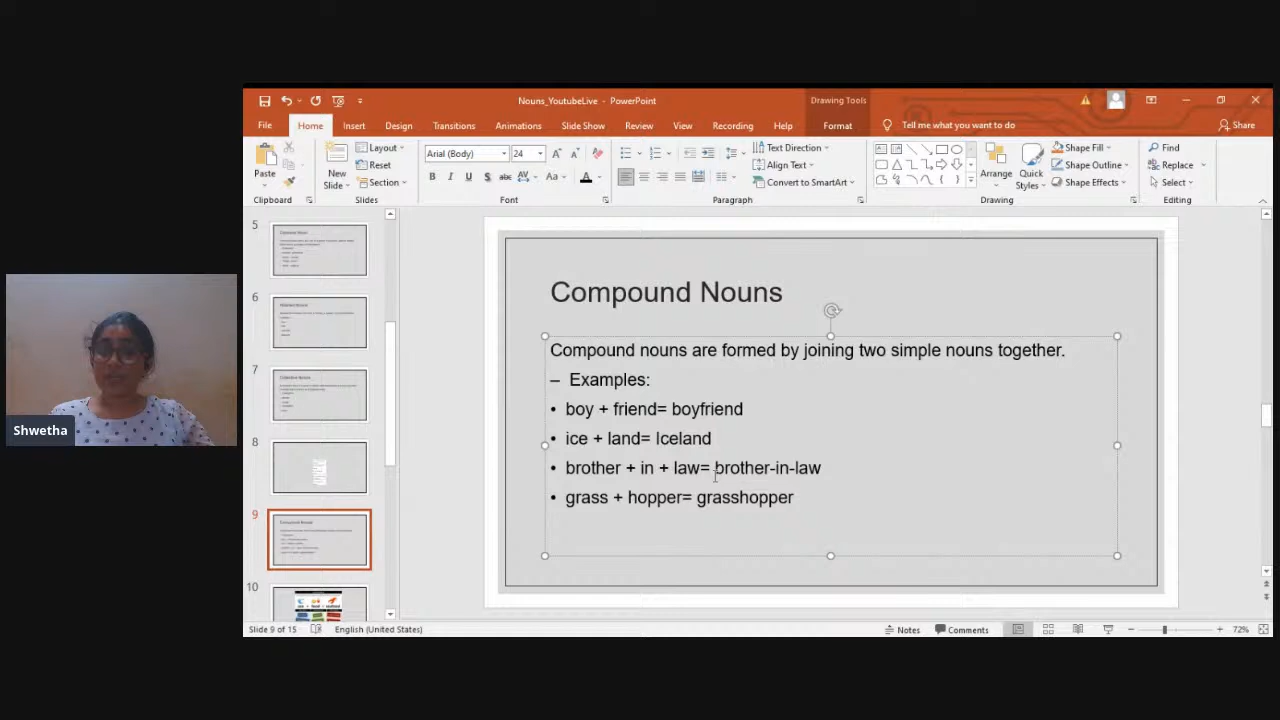 Nouns_YoutubeLive - PowerPoint
Drawing Tools
File Home Insert Design Transitions Animations Slide Show Review View Recording Help Format Tell me what you want to do Share
Paste
Clipboard
New Slide
Layout
Reset
Section
Slides
Arial (Body) 24
B I U S abc AV Aa A
Font
Text Direction
Align Text
Convert to SmartArt
Paragraph
Arrange
Quick Styles
Shape Fill
Shape Outline
Shape Effects
Drawing
Find
Replace
Select
Editing
5
6
7
8
9
10
Compound Nouns
Compound nouns are formed by joining two simple nouns together.
– Examples:
• boy + friend= boyfriend
• ice + land= Iceland
• brother + in + law= brother-in-law
• grass + hopper= grasshopper
Shwetha
Slide 9 of 15 English (United States) Notes Comments 72%